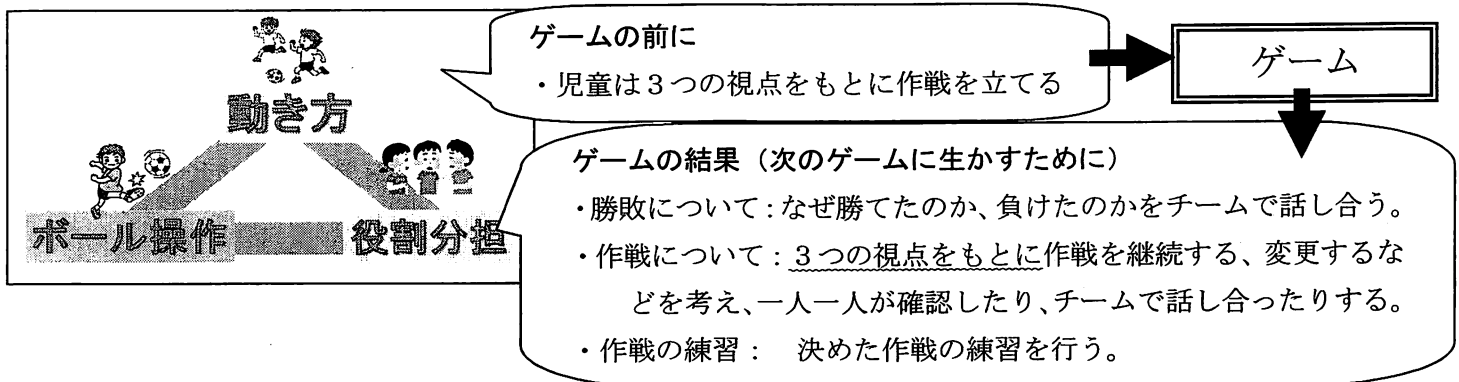 動き方
ボール操作
役割分担
ゲームの前に
・児童は３つの視点をもとに作戦を立てる
ゲーム
ゲームの結果（次のゲームに生かすために）
・勝敗について：なぜ勝てたのか、負けたのかをチームで話し合う。
・作戦について：３つの視点をもとに作戦を継続する、変更するな
どを考え、一人一人が確認したり、チームで話し合ったりする。
・作戦の練習：　決めた作戦の練習を行う。